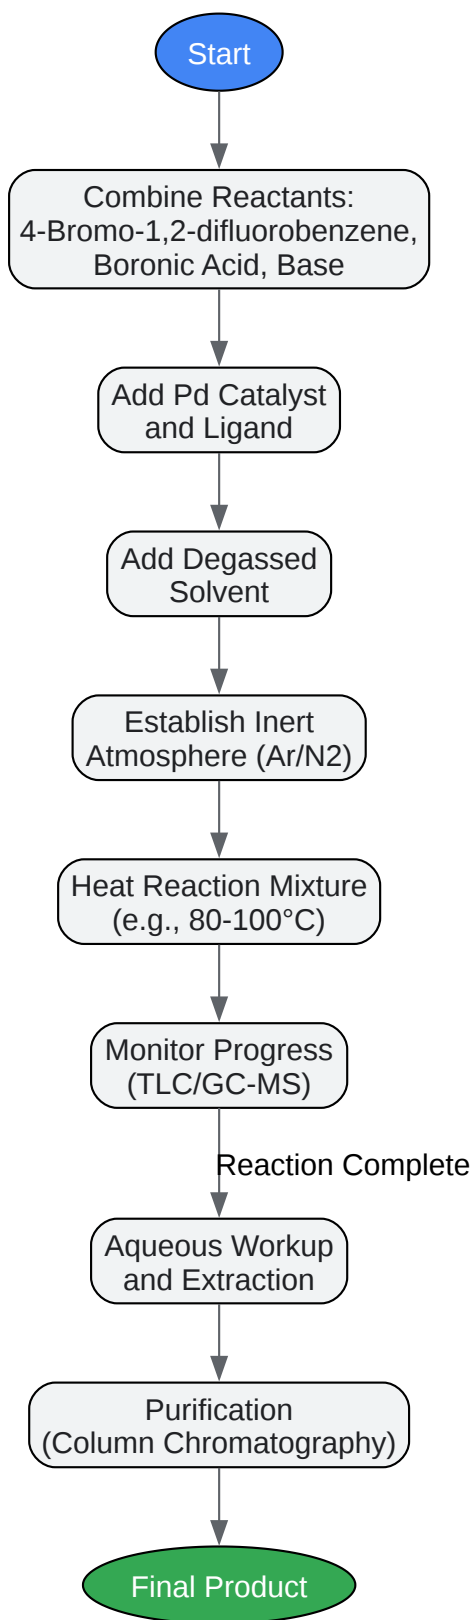 Start
Combine Reactants:
4-Bromo-1,2-difluorobenzene,
Boronic Acid, Base
Add Pd Catalyst
and Ligand
Add Degassed
Solvent
Establish Inert
Atmosphere (Ar/N2)
Heat Reaction Mixture
(e.g., 80-100°C)
Monitor Progress
(TLC/GC-MS)
Reaction Complete
Aqueous Workup
and Extraction
Purification
(Column Chromatography)
Final Product